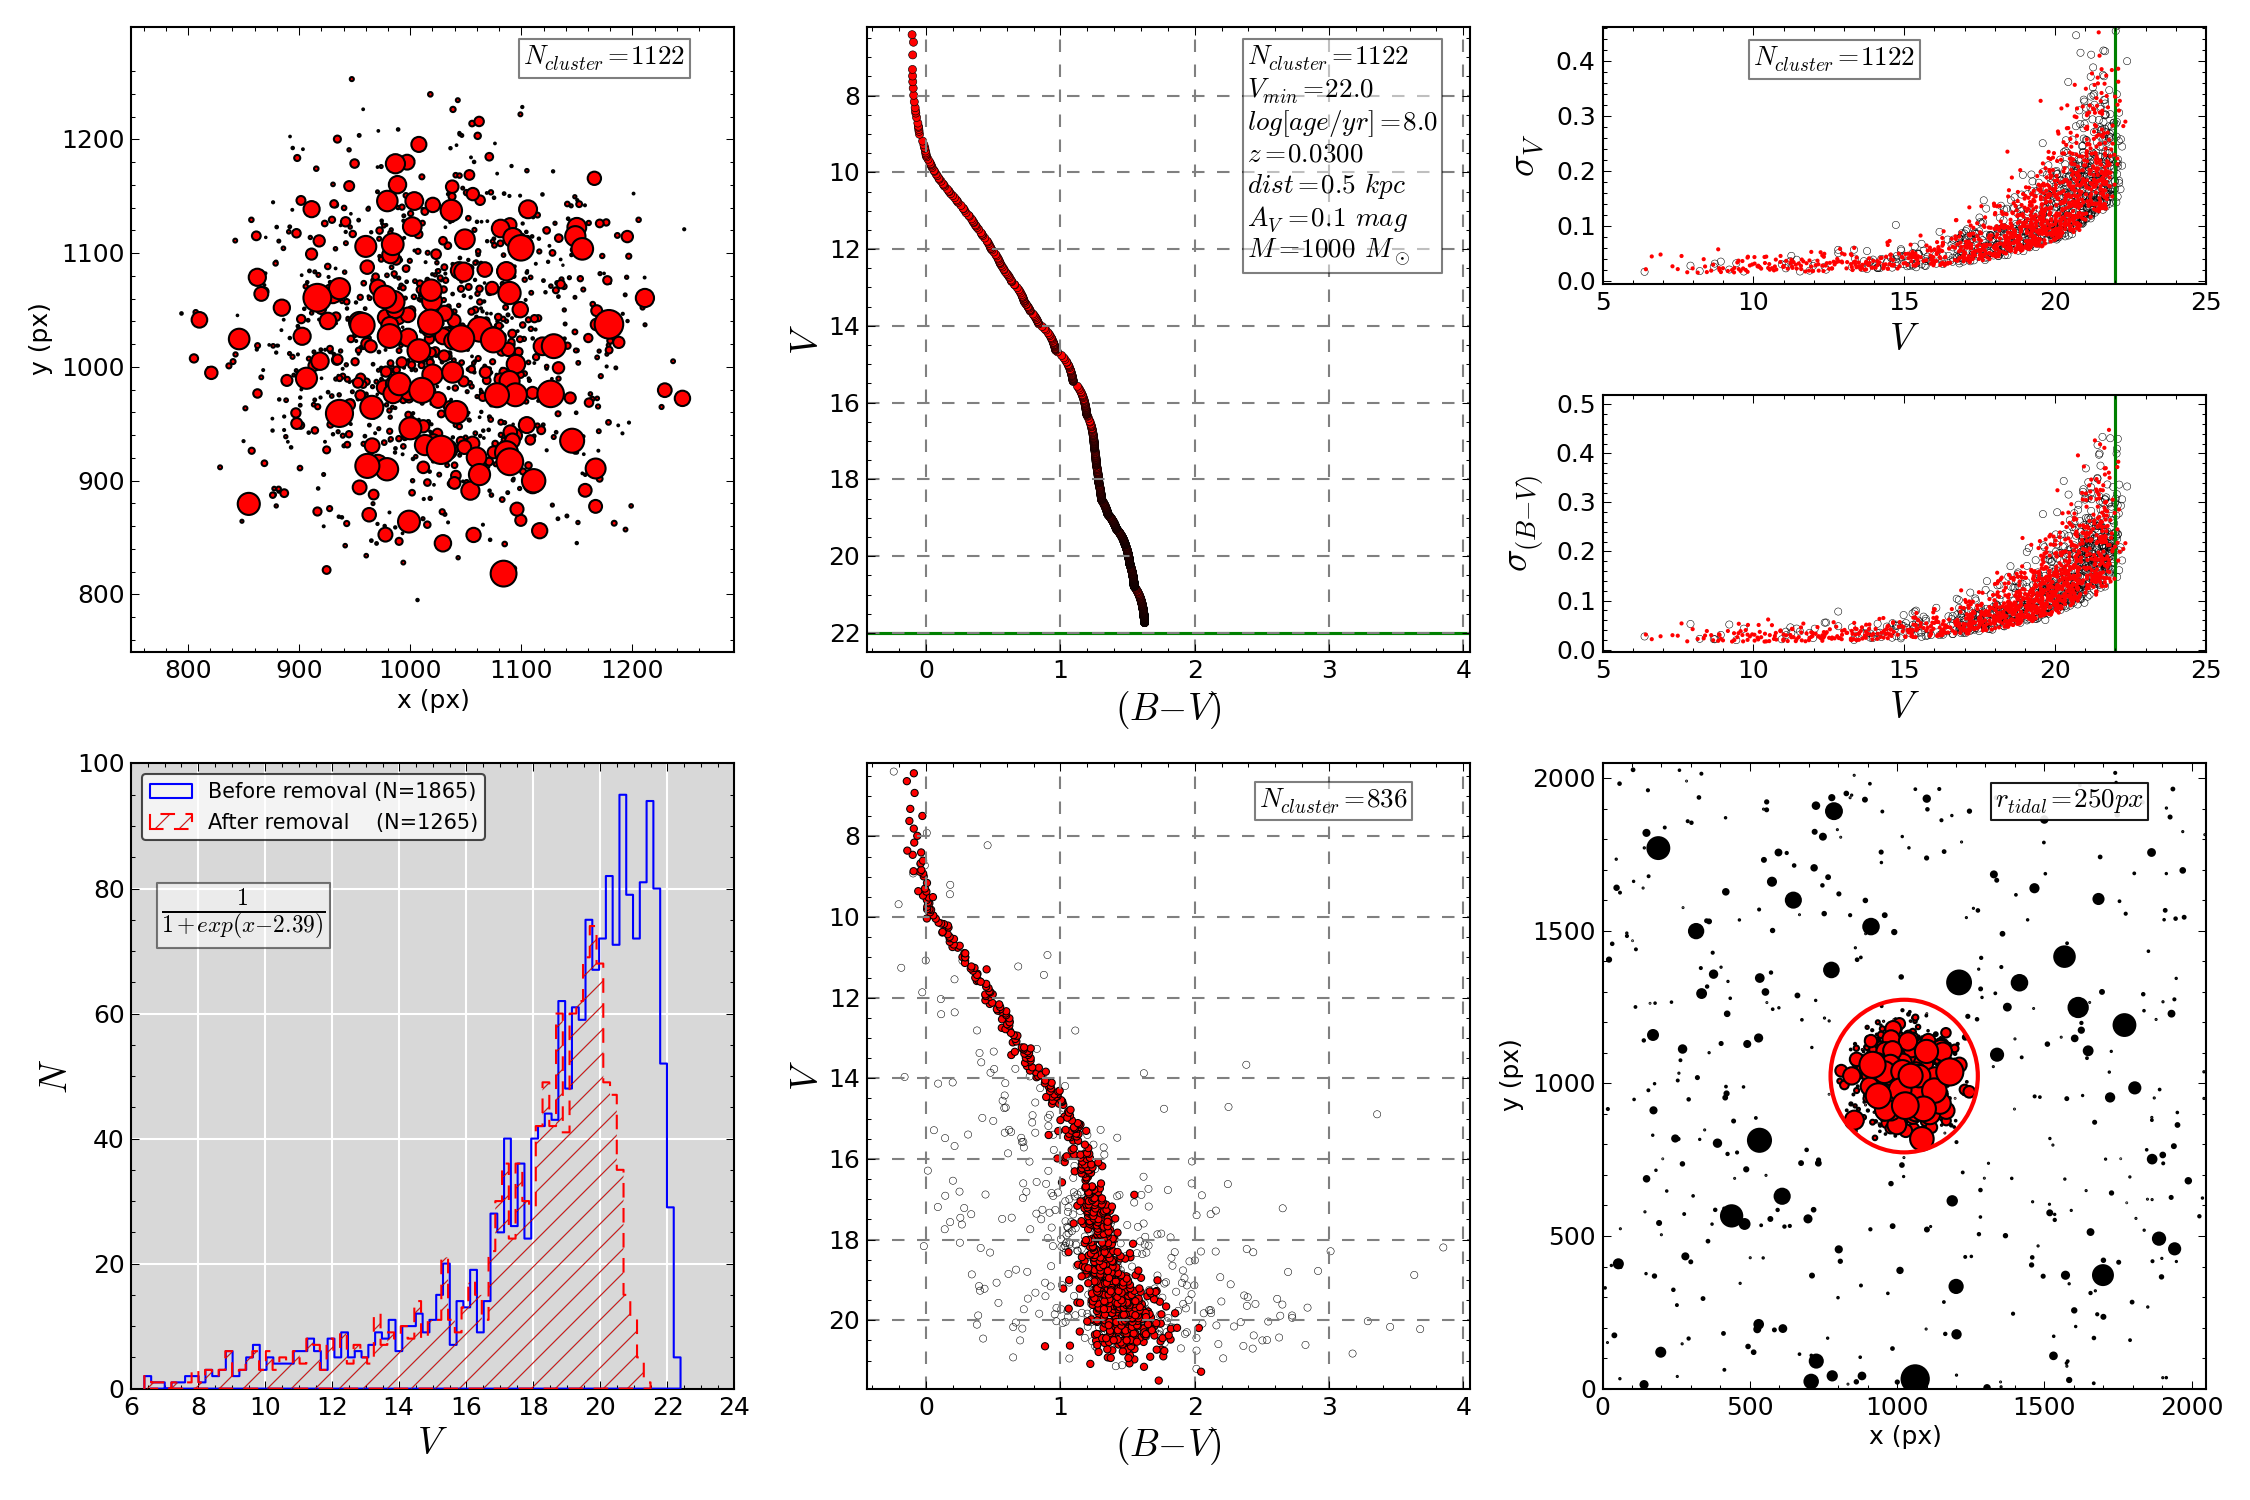 N_cluster=1122
1200
1100
1000
900
800
y (px)
800 900 1000 1100 1200
x (px)
N_cluster=1122
V_min=22.0
log[age/yr]=8.0
z=0.0300
dist=0.5 kpc
A_V=0.1 mag
M=1000 M_⊙
8
10
12
14
16
18
20
22
V
0 1 2 3 4
(B−V)
N_cluster=1122
0.4
0.3
0.2
0.1
0.0
σ_V
5 10 15 20 25
V
0.5
0.4
0.3
0.2
0.1
0.0
σ_(B−V)
5 10 15 20 25
V
100
80
60
40
20
0
N
Before removal (N=1865)
After removal (N=1265)
1
1+exp(x−2.39)
6 8 10 12 14 16 18 20 22 24
V
N_cluster=836
8
10
12
14
16
18
20
V
0 1 2 3 4
(B−V)
r_tidal=250px
2000
1500
1000
500
0
y (px)
0 500 1000 1500 2000
x (px)